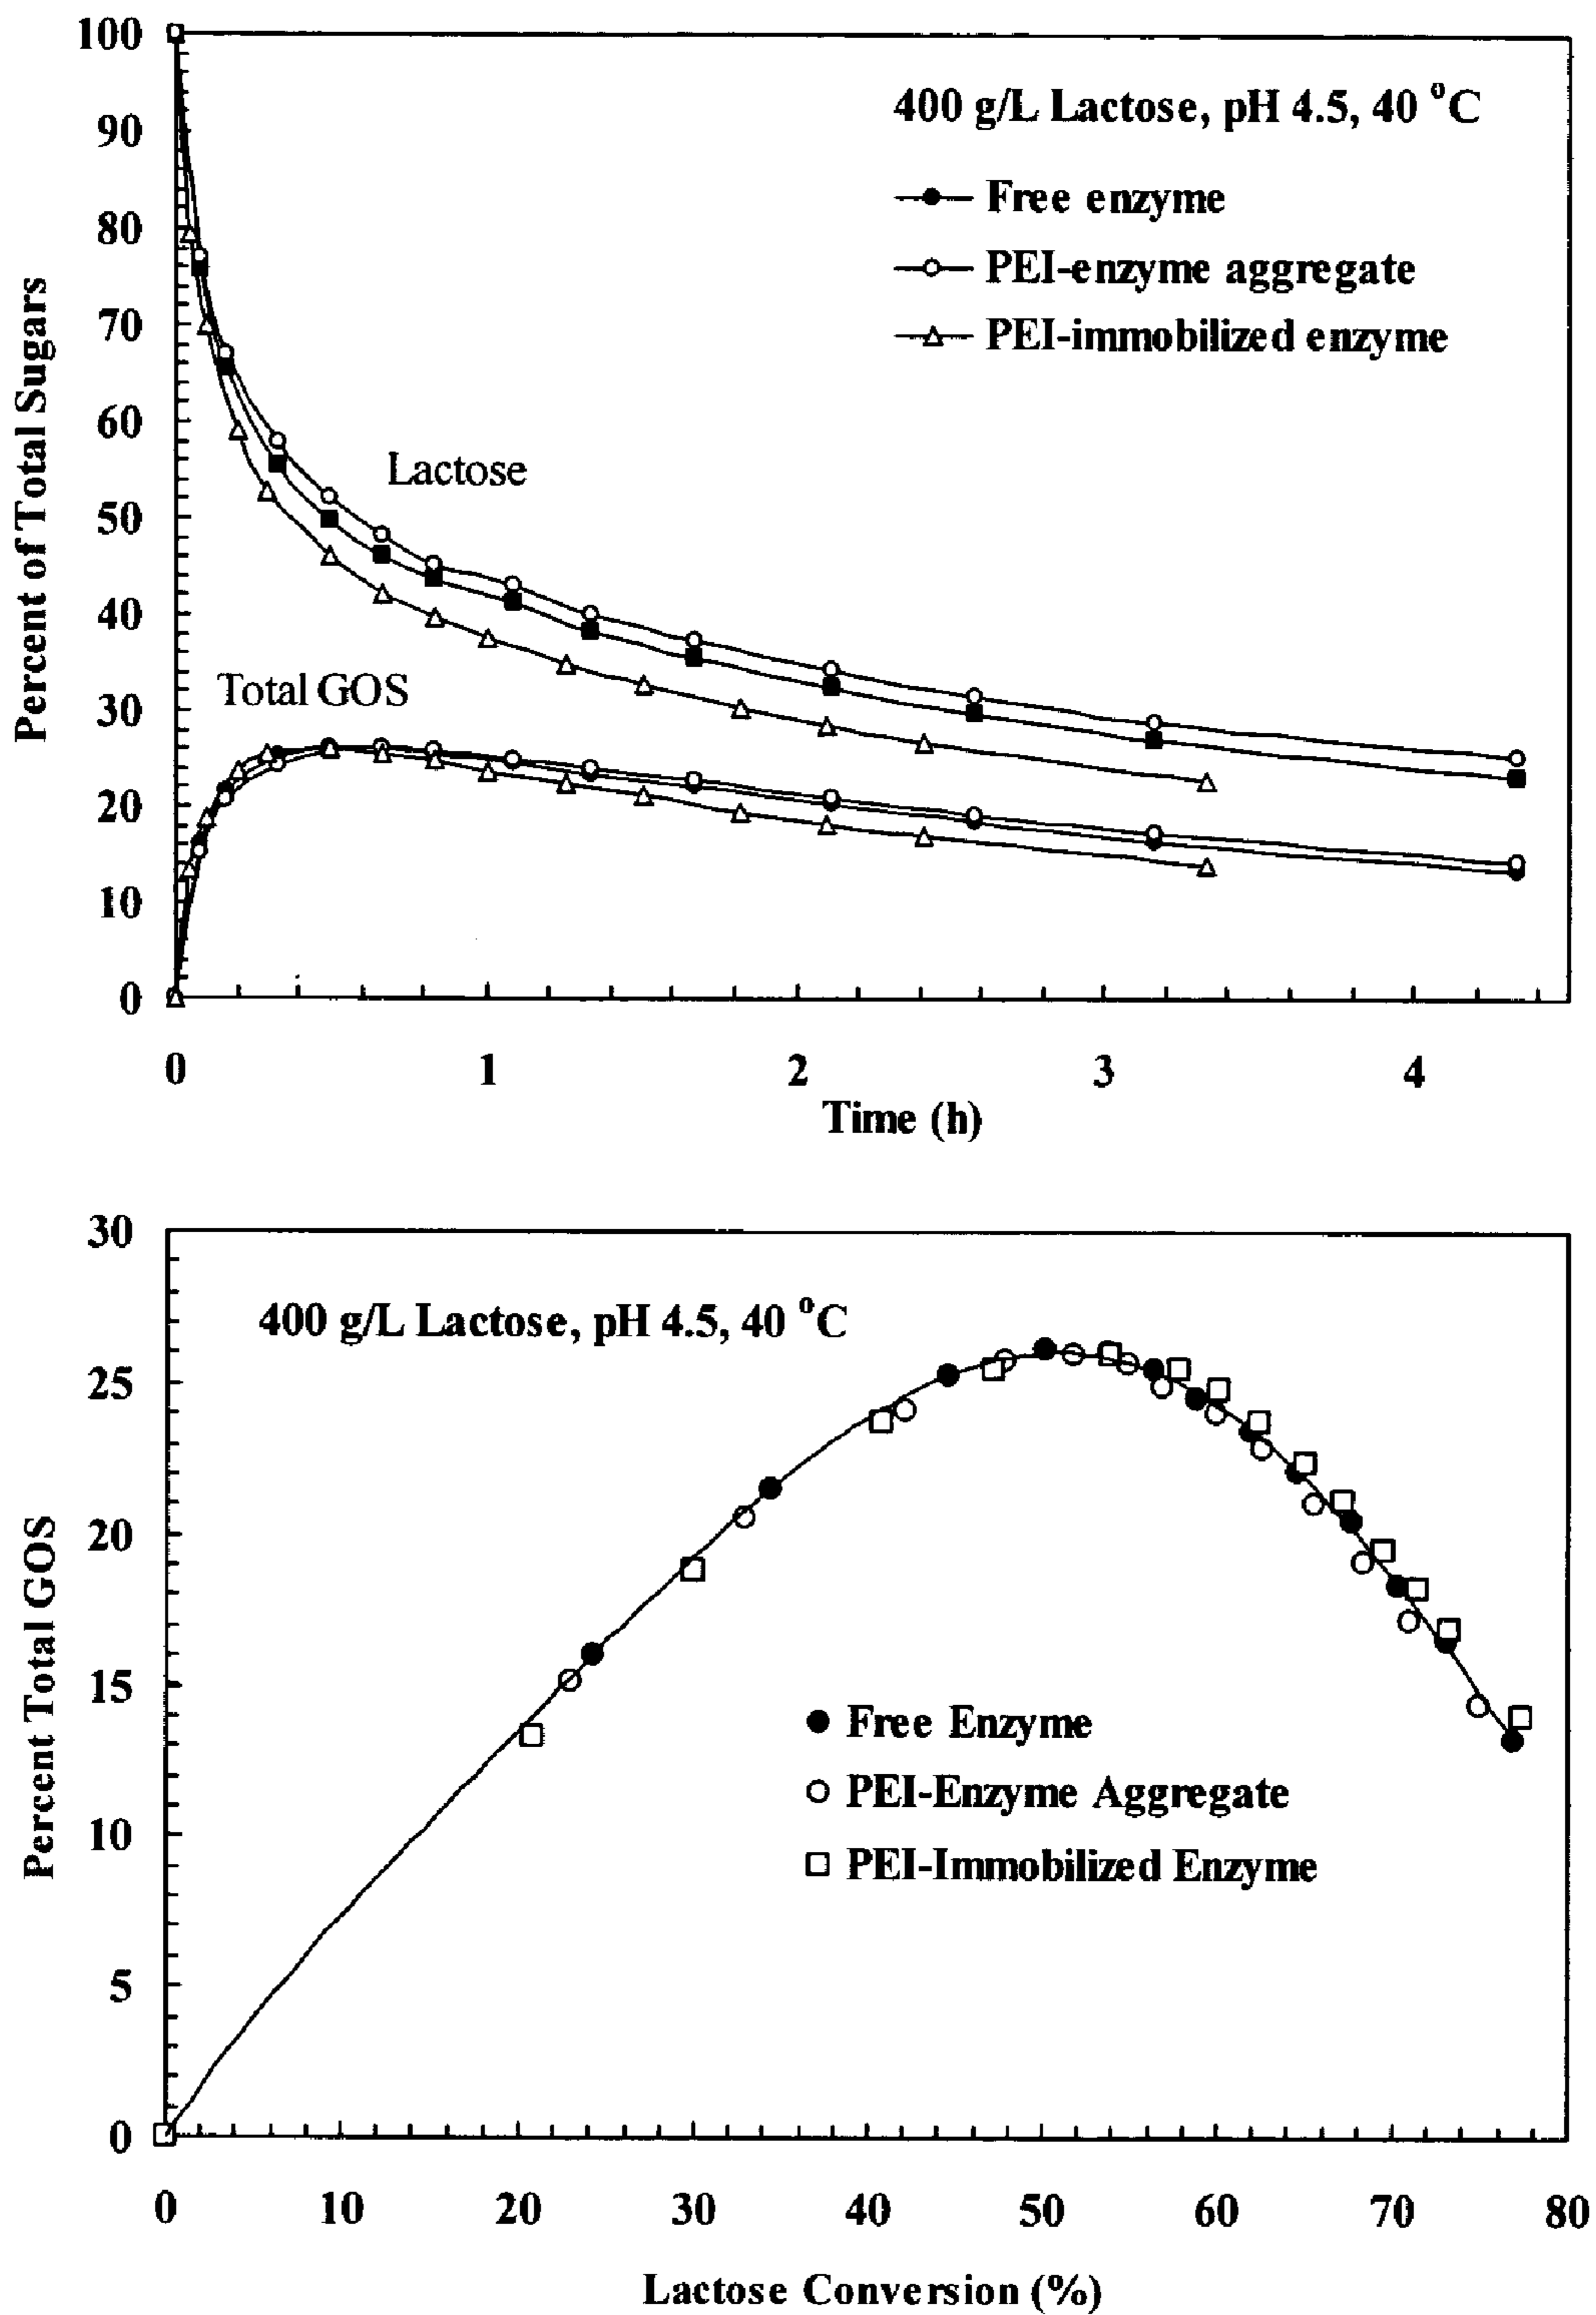 100
90
80
70
60
50
40
30
20
10
0
Percent of Total Sugars
400 g/L Lactose, pH 4.5, 40 °C
Free enzyme
PEI-enzyme aggregate
PEI-immobilized enzyme
Lactose
Total GOS
0 1 2 3 4
Time (h)
30
25
20
15
10
5
0
Percent Total GOS
400 g/L Lactose, pH 4.5, 40 °C
Free Enzyme
PEI-Enzyme Aggregate
PEI-Immobilized Enzyme
0 10 20 30 40 50 60 70 80
Lactose Conversion (%)